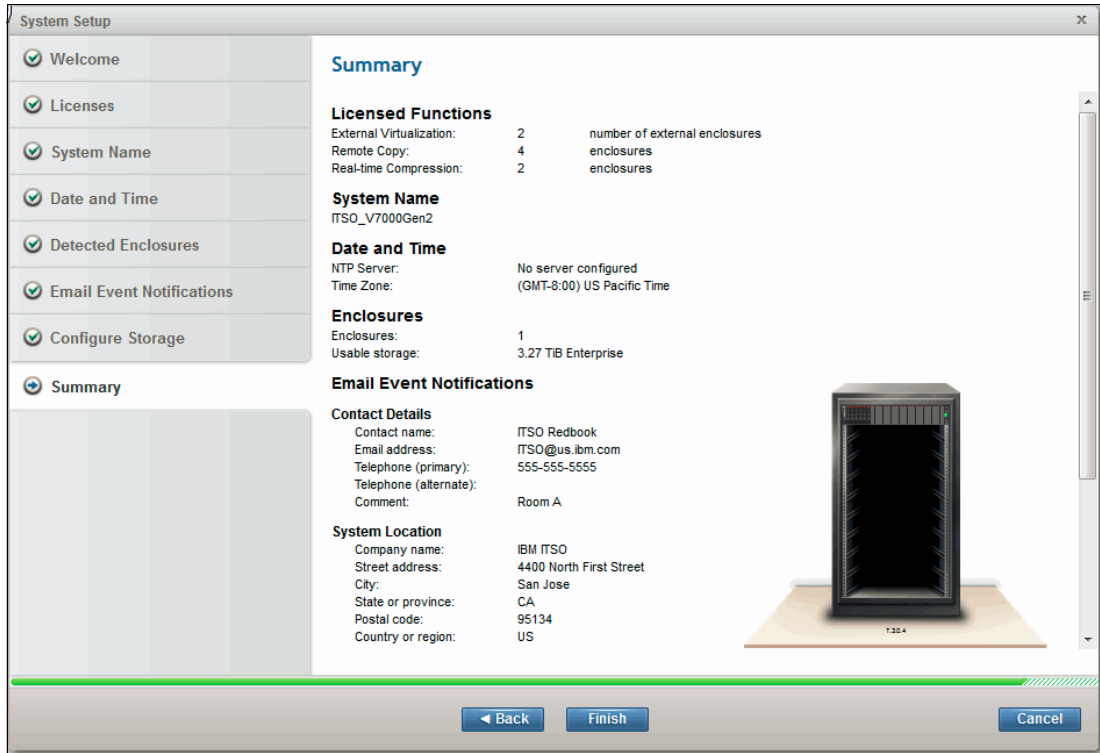 System Setup x
Welcome
Licenses
System Name
Date and Time
Detected Enclosures
Email Event Notifications
Configure Storage
Summary
Summary
Licensed Functions
External Virtualization: 2 number of external enclosures
Remote Copy: 4 enclosures
Real-time Compression: 2 enclosures
System Name
ITSO_V7000Gen2
Date and Time
NTP Server: No server configured
Time Zone: (GMT-8:00) US Pacific Time
Enclosures
Enclosures: 1
Usable storage: 3.27 TiB Enterprise
Email Event Notifications
Contact Details
Contact name: ITSO Redbook
Email address: ITSO@us.ibm.com
Telephone (primary): 555-555-5555
Telephone (alternate):
Comment: Room A
System Location
Company name: IBM ITSO
Street address: 4400 North First Street
City: San Jose
State or province: CA
Postal code: 95134
Country or region: US
7.3.0.4
Back Finish Cancel